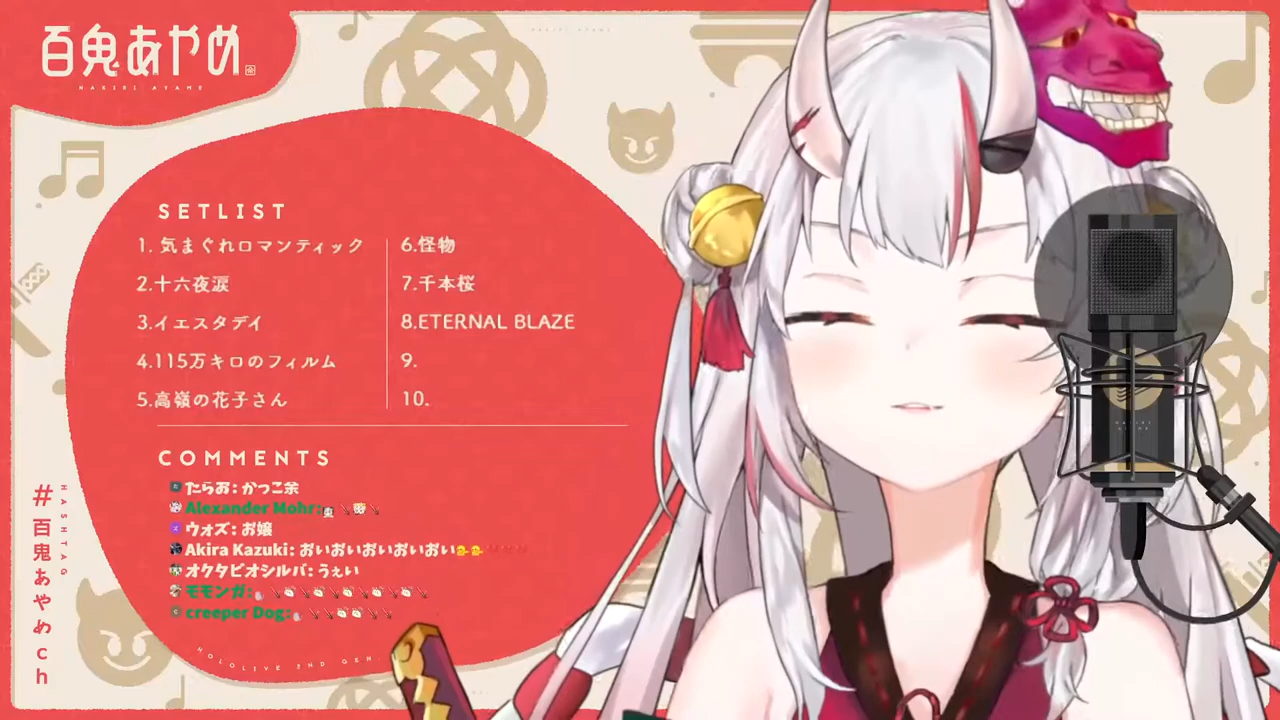 百鬼あやめ
NAKIRI AYAME
SETLIST
1. 気まぐれロマンティック
2.十六夜涙
3.イエスタデイ
4.115万キロのフィルム
5.高嶺の花子さん
6.怪物
7.千本桜
8.ETERNAL BLAZE
9.
10.
COMMENTS
たらお: かっこ余
Alexander Mohr:
ウォズ: お嬢
Akira Kazuki: おいおいおいおいおい
オクタビオシルバ: うぇい
モモンガ:
creeper Dog:
HOLOLIVE 2ND GEN.
#百鬼あやめch
HASHTAG